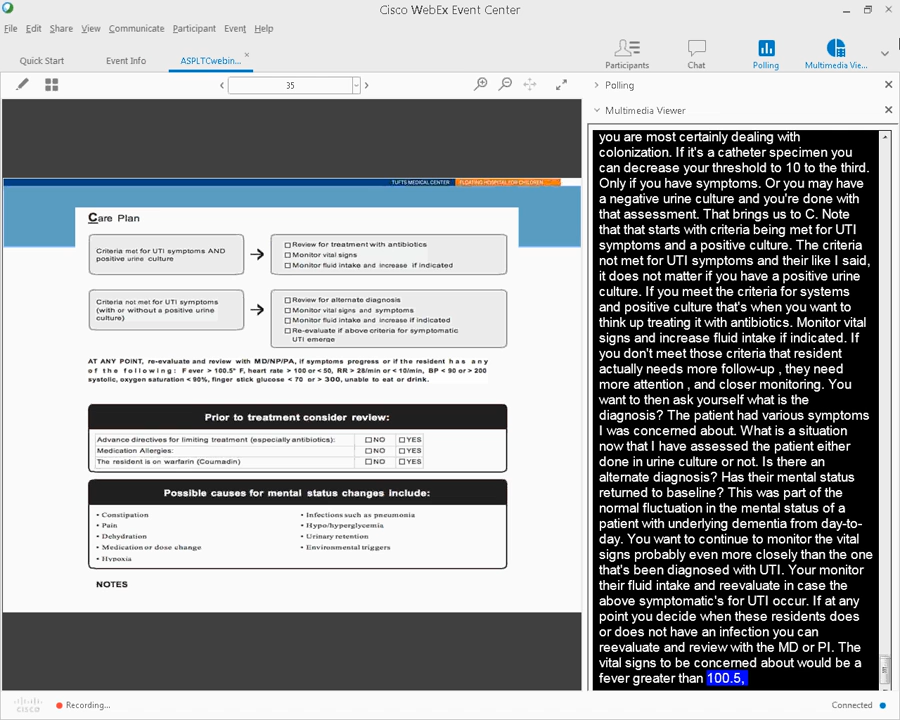 Cisco WebEx Event Center
File Edit Share View Communicate Participant Event Help
Quick Start Event Info ASPLTCwebin...
Participants Chat Polling Multimedia Vie...
35
Polling
Multimedia Viewer
TUFTS MEDICAL CENTER FLOATING HOSPITAL FOR CHILDREN
Care Plan
Criteria met for UTI symptoms AND
positive urine culture
Review for treatment with antibiotics
Monitor vital signs
Monitor fluid intake and increase if indicated
Criteria not met for UTI symptoms
(with or without a positive urine
culture)
Review for alternate diagnosis
Monitor vital signs and symptoms
Monitor fluid intake and increase if indicated
Re-evaluate if above criteria for symptomatic
UTI emerge
AT ANY POINT, re-evaluate and review with MD/NP/PA, if symptoms progress or if the resident has any
of the following: Fever > 100.5° F, heart rate > 100 or < 50, RR > 28/min or < 10/min, BP < 90 or > 200
systolic, oxygen saturation < 90%, finger stick glucose < 70 or > 300, unable to eat or drink.
Prior to treatment consider review:
Advance directives for limiting treatment (especially antibiotics): NO YES
Medication Allergies: NO YES
The resident is on warfarin (Coumadin) NO YES
Possible causes for mental status changes include:
• Constipation
• Pain
• Dehydration
• Medication or dose change
• Hypoxia
• Infections such as pneumonia
• Hypo/hyperglycemia
• Urinary retention
• Environmental triggers
NOTES
you are most certainly dealing with
colonization. If it's a catheter specimen you
can decrease your threshold to 10 to the third.
Only if you have symptoms. Or you may have
a negative urine culture and you're done with
that assessment. That brings us to C. Note
that that starts with criteria being met for UTI
symptoms and a positive culture. The criteria
not met for UTI symptoms and their like I said,
it does not matter if you have a positive urine
culture. If you meet the criteria for systems
and positive culture that's when you want to
think up treating it with antibiotics. Monitor vital
signs and increase fluid intake if indicated. If
you don't meet those criteria that resident
actually needs more follow-up , they need
more attention , and closer monitoring. You
want to then ask yourself what is the
diagnosis? The patient had various symptoms
I was concerned about. What is a situation
now that I have assessed the patient either
done in urine culture or not. Is there an
alternate diagnosis? Has their mental status
returned to baseline? This was part of the
normal fluctuation in the mental status of a
patient with underlying dementia from day-to-
day. You want to continue to monitor the vital
signs probably even more closely than the one
that's been diagnosed with UTI. Your monitor
their fluid intake and reevaluate in case the
above symptomatic's for UTI occur. If at any
point you decide when these residents does
or does not have an infection you can
reevaluate and review with the MD or PI. The
vital signs to be concerned about would be a
fever greater than 100.5,
cisco Recording... Connected